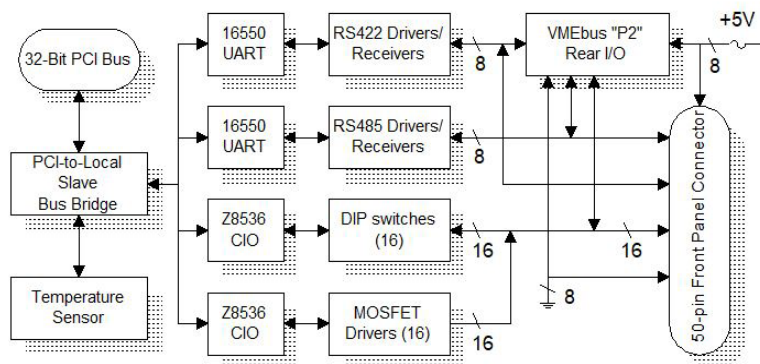 +5V
32-Bit PCI Bus
16550
UART
RS422 Drivers/
Receivers
8
VMEbus "P2"
Rear I/O
8
PCI-to-Local
Slave
Bus Bridge
16550
UART
RS485 Drivers/
Receivers
8
Z8536
CIO
DIP switches
(16)
16
16
50-pin Front Panel Connector
Temperature
Sensor
Z8536
CIO
MOSFET
Drivers (16)
16
8